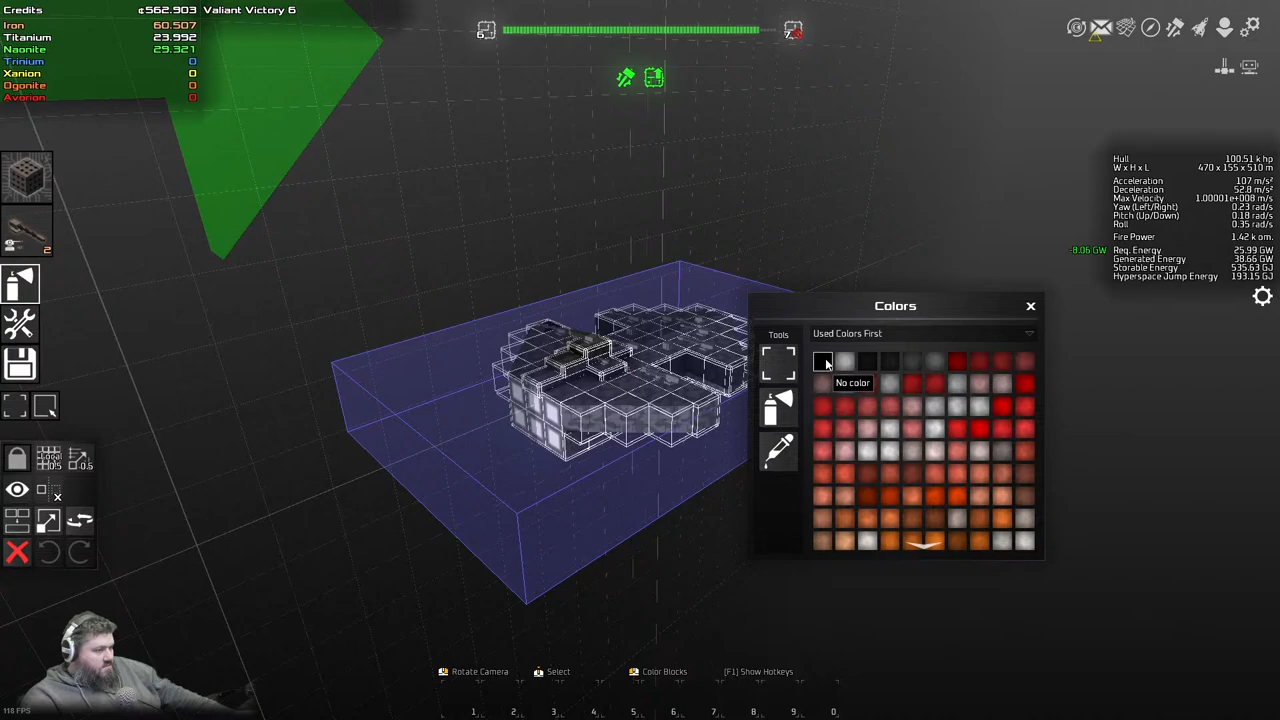 Credits ¢562.903 Valiant Victory 6
Iron 60.507
Titanium 23.992
Naonite 29.321
Trinium 0
Xanion 0
Ogonite 0
Avorion 0
6
7
2
Hull 100.51 k hp
W x H x L 470 x 155 x 510 m
Acceleration 107 m/s²
Deceleration 52.8 m/s²
Max Velocity 1.00001e+008 m/s
Yaw (Left/Right) 0.23 rad/s
Pitch (Up/Down) 0.18 rad/s
Roll 0.35 rad/s
Fire Power 1.42 k om.
-8.06 GW Req. Energy 25.99 GW
Generated Energy 38.66 GW
Storable Energy 535.63 GJ
Hyperspace Jump Energy 193.15 GJ
Colors
Tools
Used Colors First
No color
Rotate Camera Select Color Blocks [F1] Show Hotkeys
1 2 3 4 5 6 7 8 9 0
118 FPS